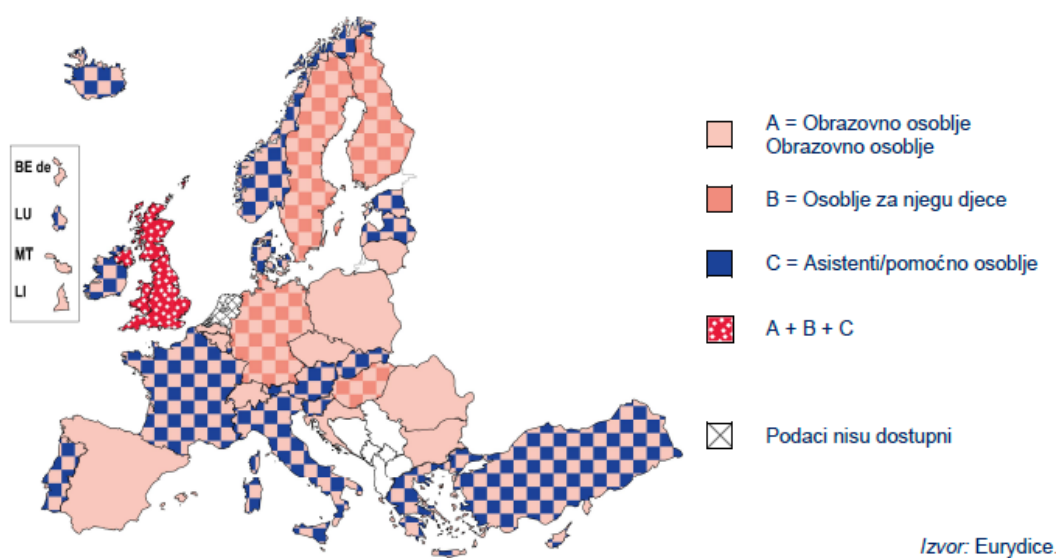 BE de
LU
MT
LI
A = Obrazovno osoblje
Obrazovno osoblje
B = Osoblje za njegu djece
C = Asistenti/pomoćno osoblje
A + B + C
Podaci nisu dostupni
Izvor: Eurydice.